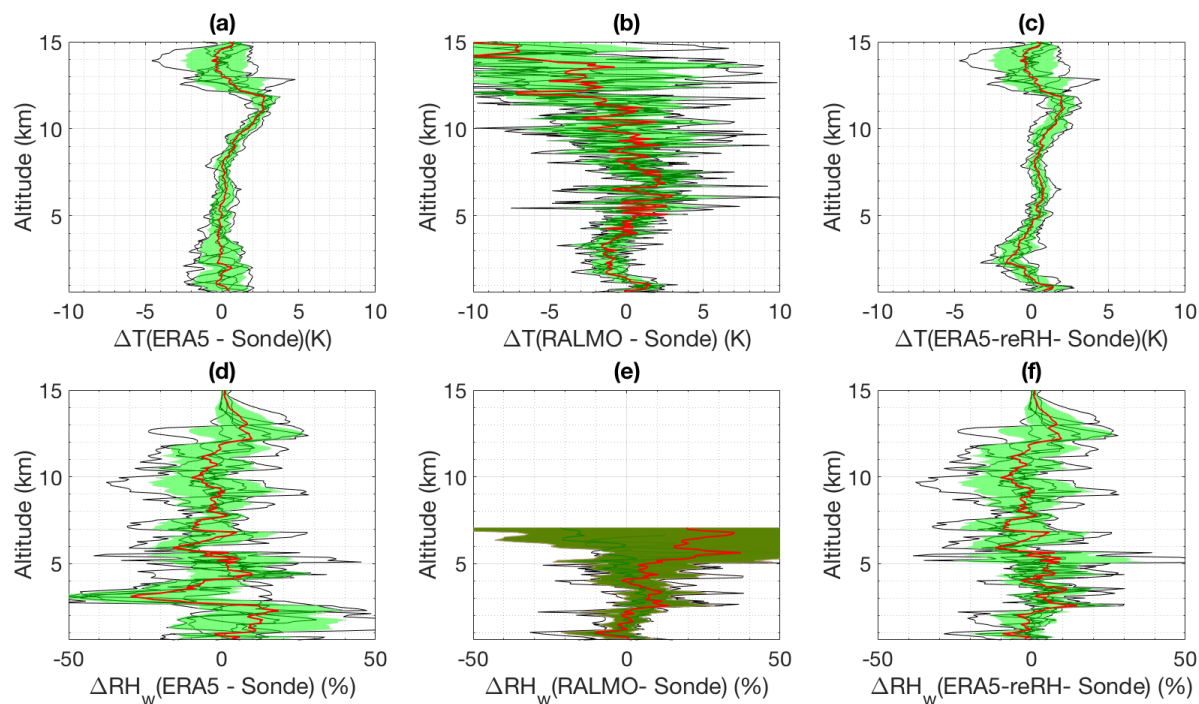 (a)
15
10
5
Altitude (km)
-10 -5 0 5 10
ΔT(ERA5 - Sonde)(K)
(b)
15
10
5
Altitude (km)
-10 -5 0 5 10
ΔT(RALMO - Sonde) (K)
(c)
15
10
5
Altitude (km)
-10 -5 0 5 10
ΔT(ERA5-reRH- Sonde)(K)
(d)
15
10
5
Altitude (km)
-50 0 50
ΔRH_w(ERA5 - Sonde) (%)
(e)
15
10
5
Altitude (km)
-50 0 50
ΔRH_w(RALMO- Sonde) (%)
(f)
15
10
5
Altitude (km)
-50 0 50
ΔRH_w(ERA5-reRH- Sonde) (%)